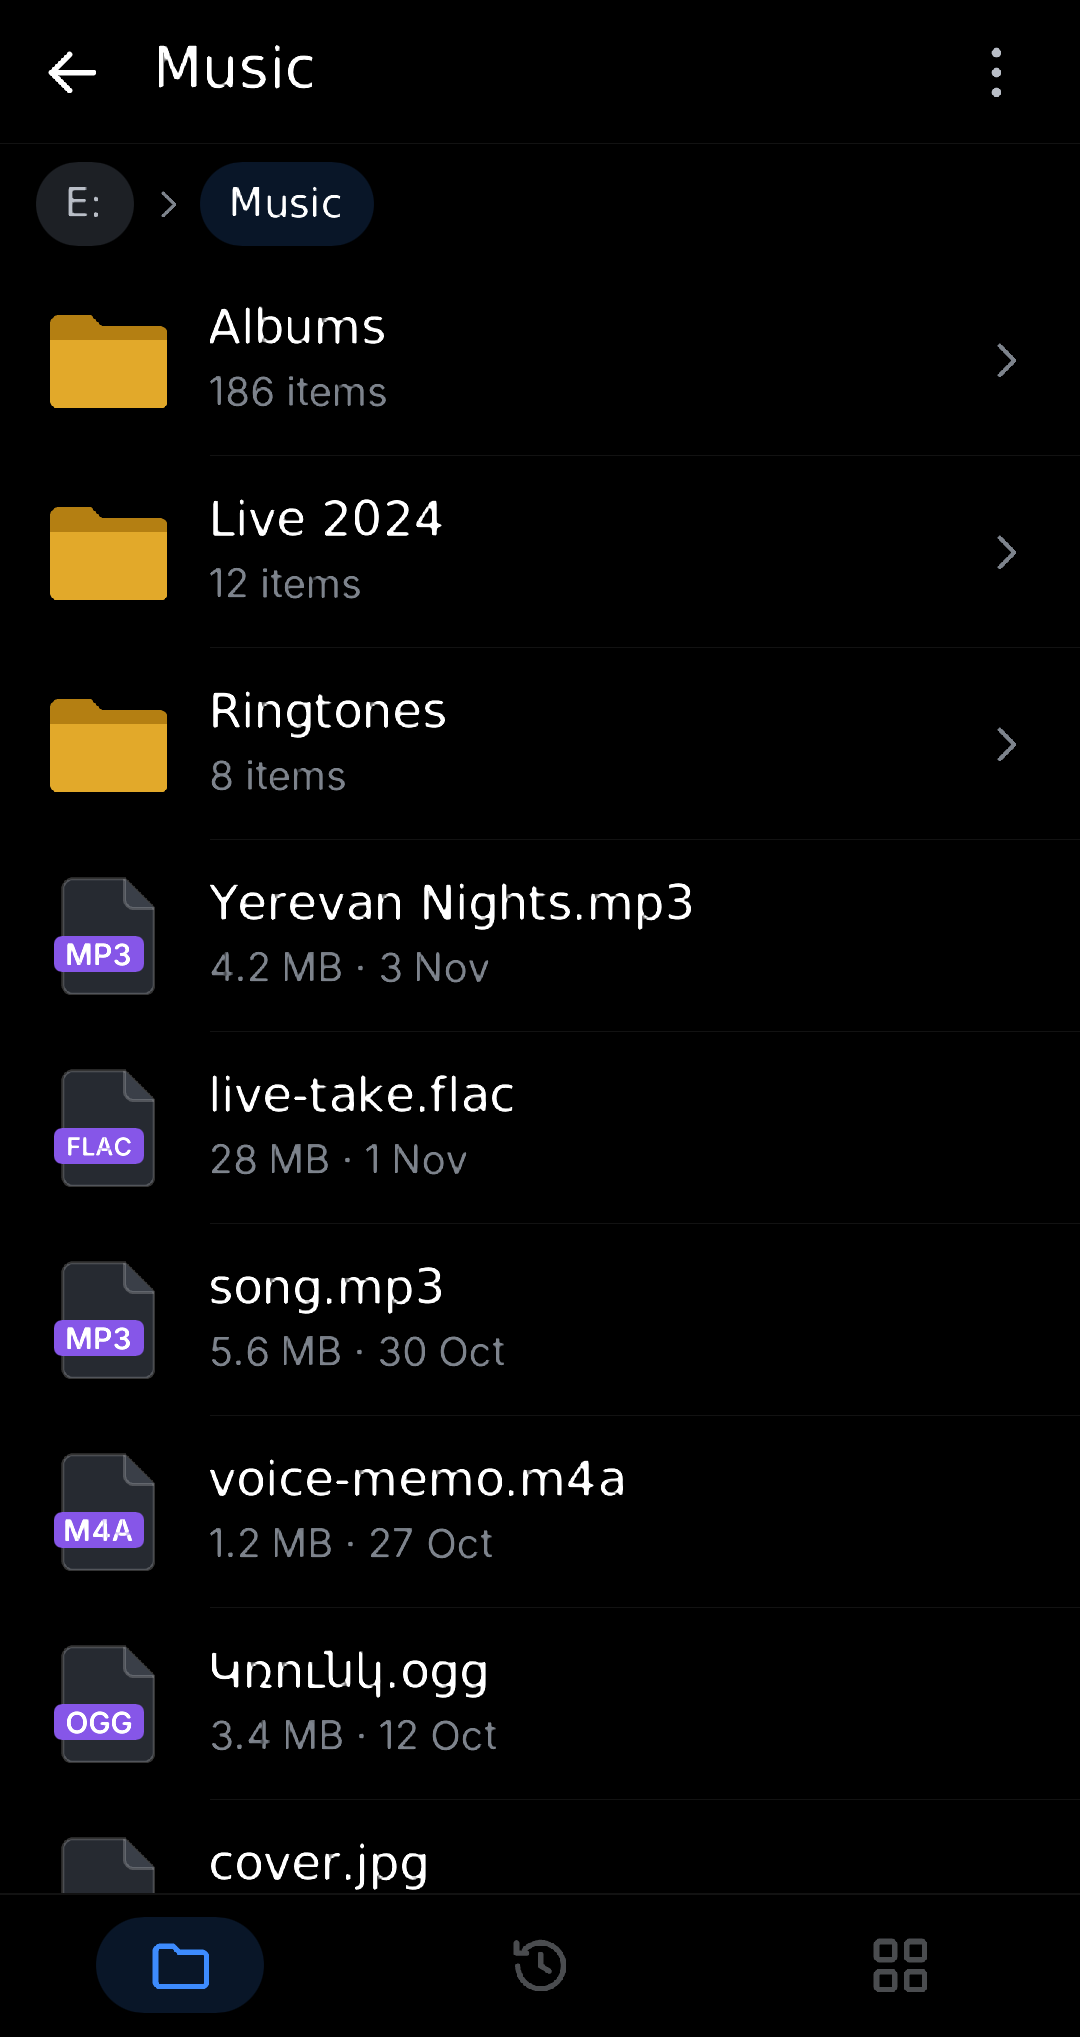 Music
E: Music
Albums
186 items
Live 2024
12 items
Ringtones
8 items
Yerevan Nights.mp3
MP3
4.2 MB · 3 Nov
live-take.flac
FLAC
28 MB · 1 Nov
song.mp3
MP3
5.6 MB · 30 Oct
voice-memo.m4a
M4A
1.2 MB · 27 Oct
Կռունկ.ogg
OGG
3.4 MB · 12 Oct
cover.jpg